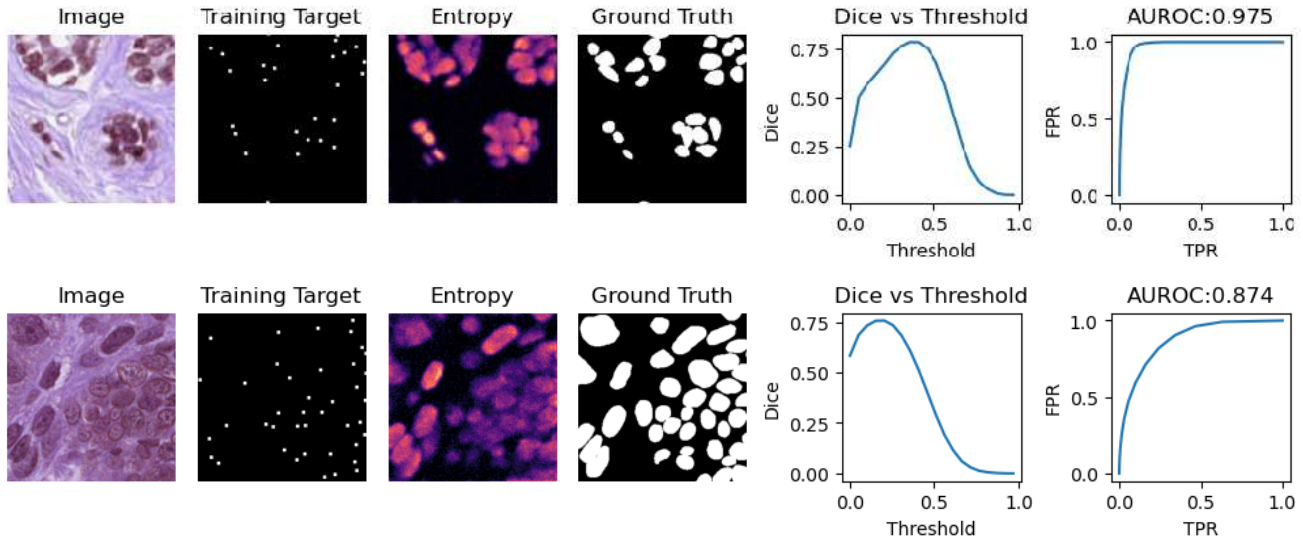 Image Training Target Entropy Ground Truth Dice vs Threshold AUROC:0.975
0.75
0.50
0.25
0.00
Dice
0.0 0.5 1.0
Threshold
1.0
0.5
0.0
FPR
0.0 0.5 1.0
TPR
Image Training Target Entropy Ground Truth Dice vs Threshold AUROC:0.874
0.75
0.50
0.25
0.00
Dice
0.0 0.5 1.0
Threshold
1.0
0.5
0.0
FPR
0.0 0.5 1.0
TPR